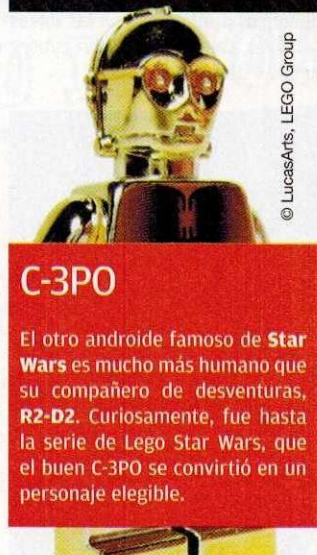 © LucasArts, LEGO Group
C-3PO
El otro androide famoso de Star
Wars es mucho más humano que
su compañero de desventuras,
R2-D2. Curiosamente, fue hasta
la serie de Lego Star Wars, que
el buen C-3PO se convirtió en un
personaje elegible.